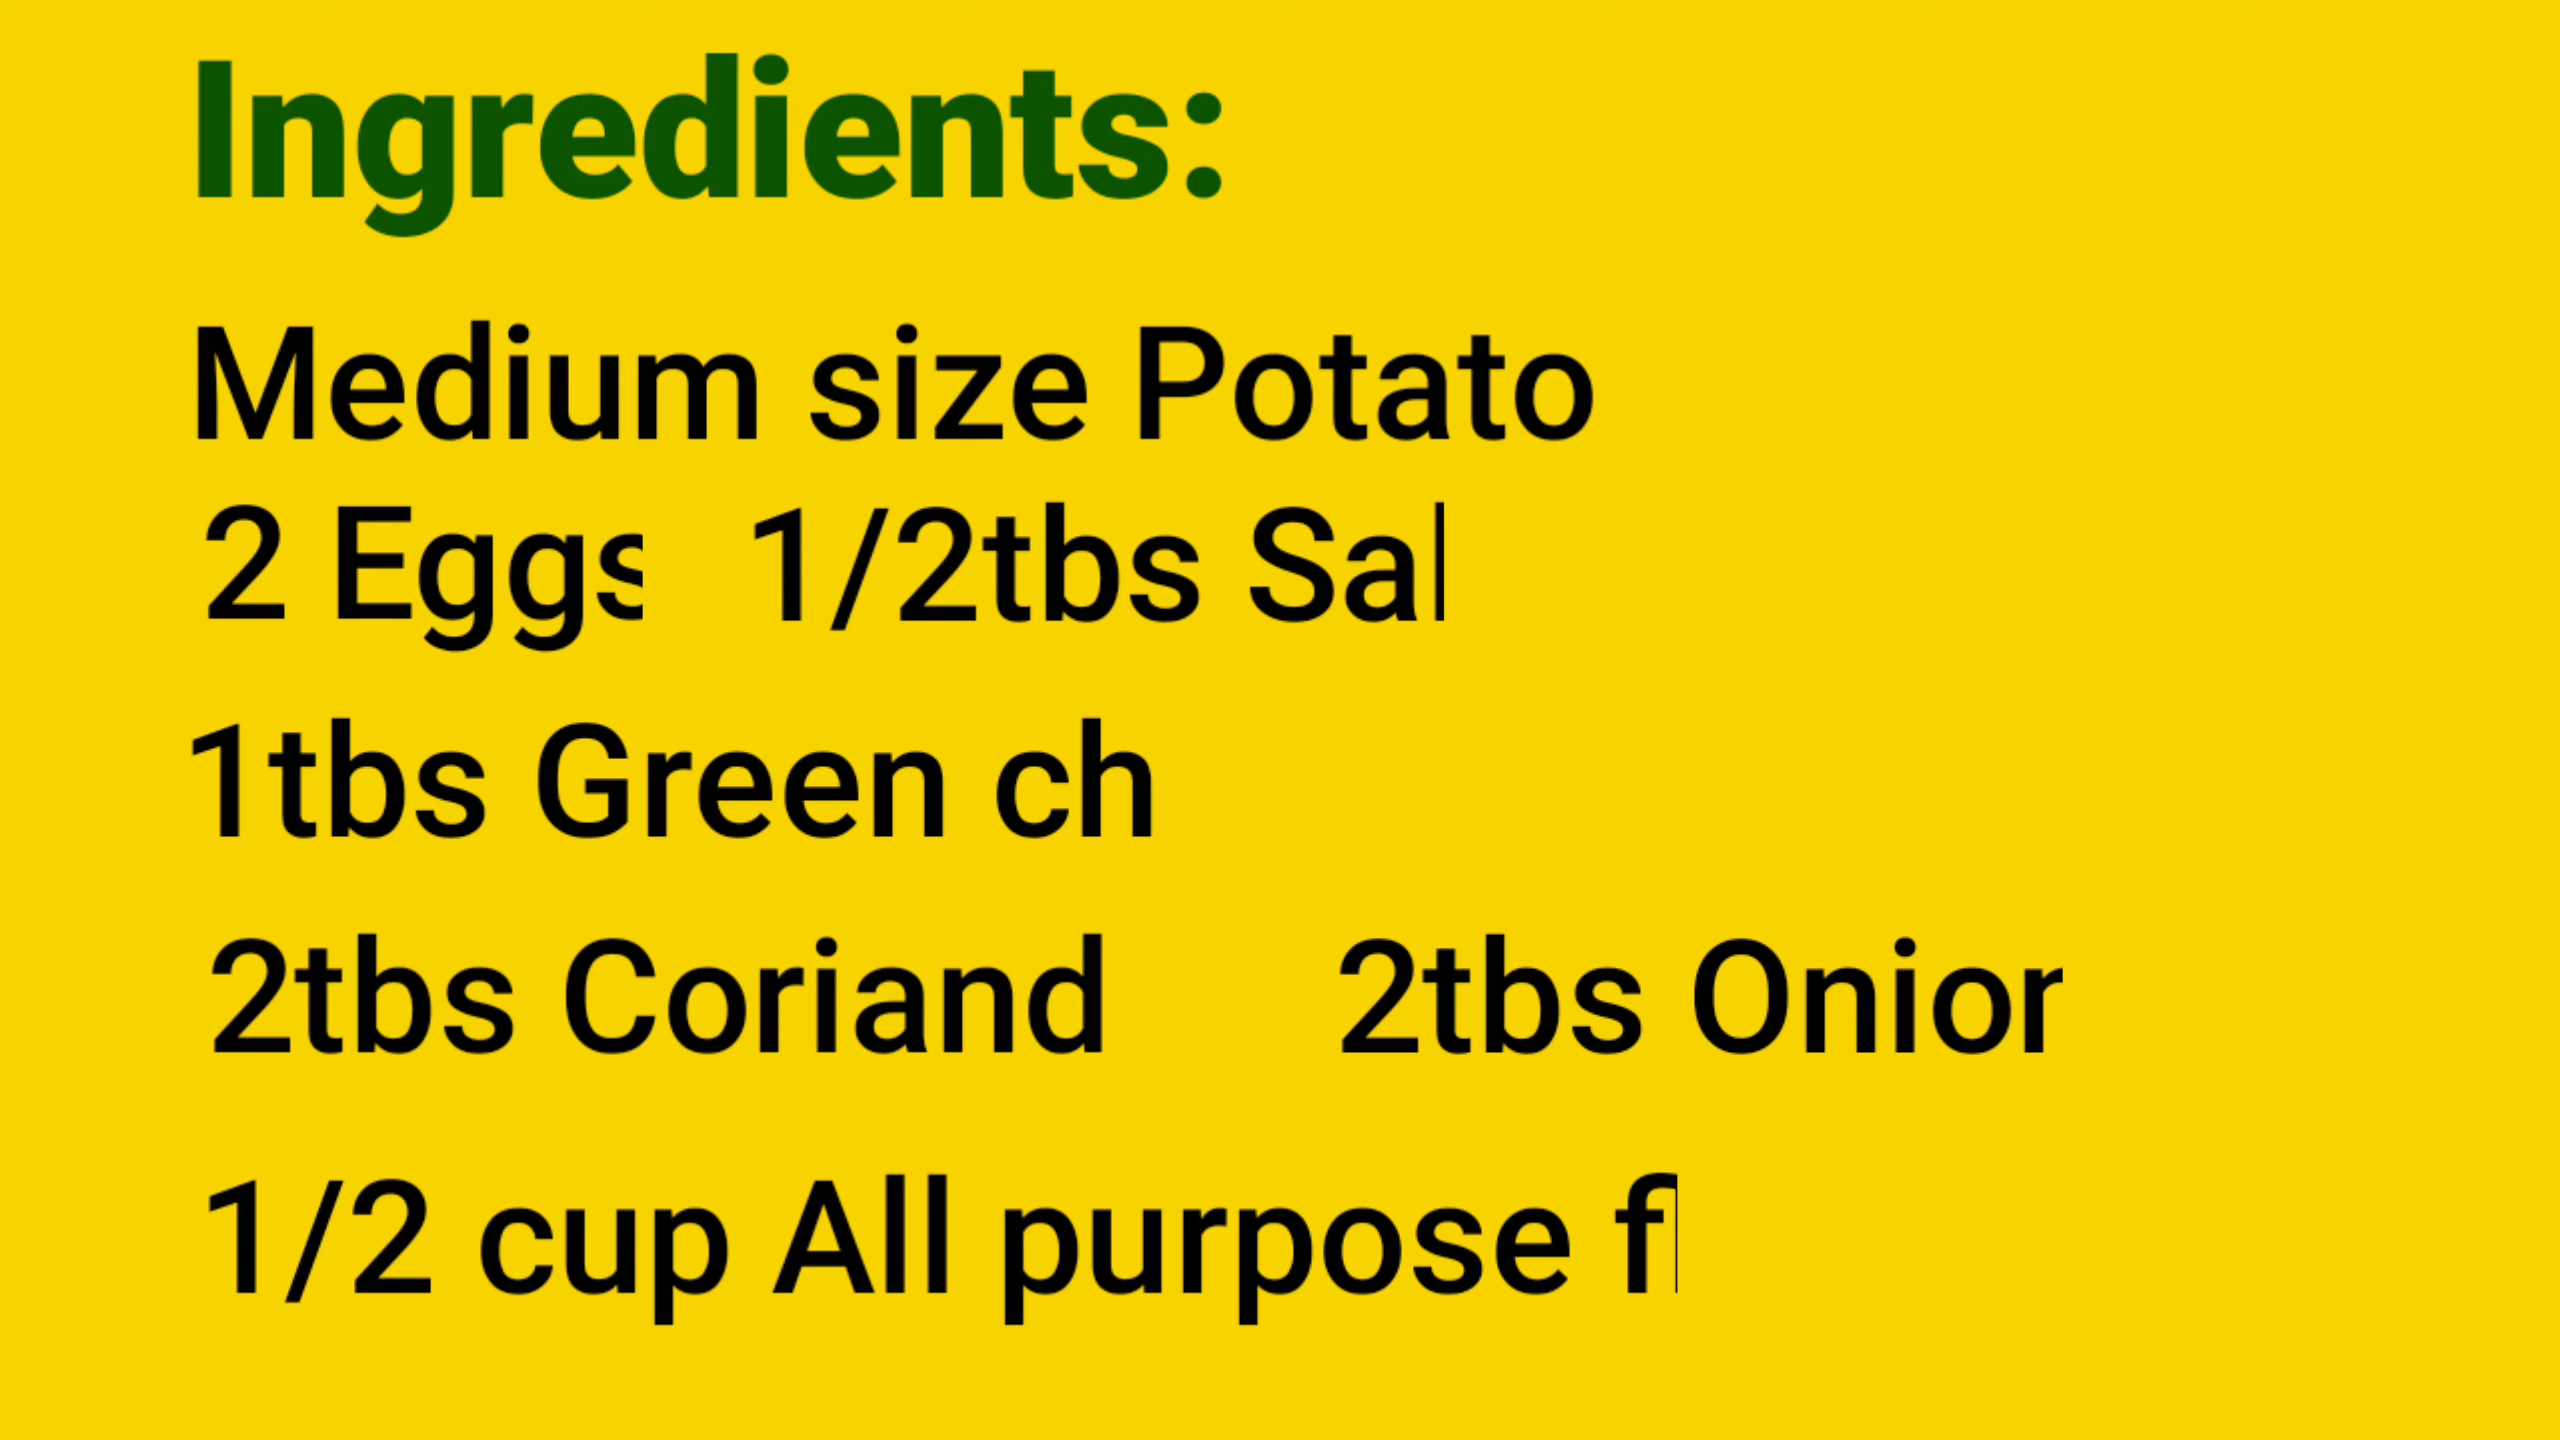 Ingredients:
Medium size Potato
2 Eggs 1/2tbs Sal
1tbs Green ch
2tbs Coriand 2tbs Onior
1/2 cup All purpose fl